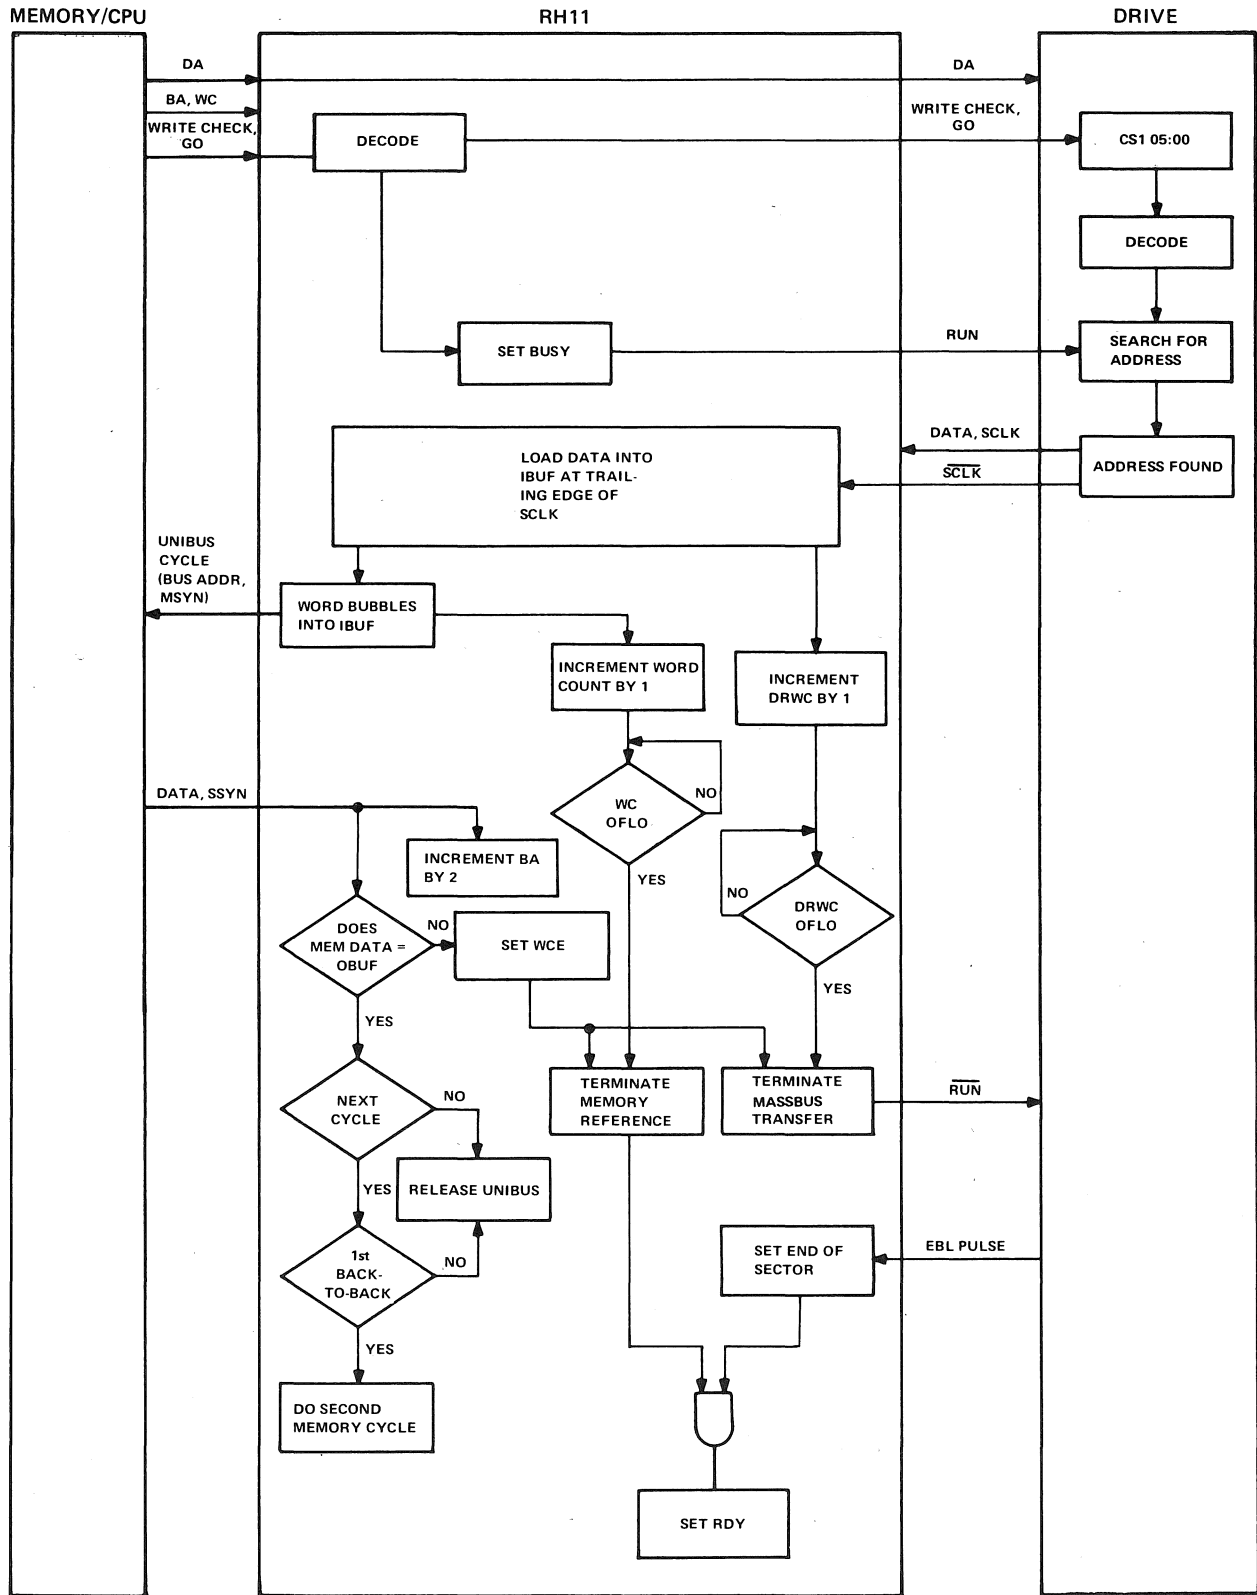 MEMORY/CPU
RH11
DRIVE
DA
DA
BA, WC
WRITE CHECK,
GO
DECODE
WRITE CHECK,
GO
CS1 05:00
DECODE
SET BUSY
RUN
SEARCH FOR
ADDRESS
LOAD DATA INTO
IBUF AT TRAIL-
ING EDGE OF
SCLK
DATA, SCLK
SCLK
ADDRESS FOUND
UNIBUS
CYCLE
(BUS ADDR,
MSYN)
WORD BUBBLES
INTO IBUF
INCREMENT WORD
COUNT BY 1
INCREMENT
DRWC BY 1
DATA, SSYN
WC
OFLO
NO
YES
INCREMENT BA
BY 2
NO
DRWC
OFLO
YES
DOES
MEM DATA =
OBUF
NO
SET WCE
YES
NEXT
CYCLE
NO
TERMINATE
MEMORY
REFERENCE
TERMINATE
MASSBUS
TRANSFER
RUN
YES
RELEASE UNIBUS
1st
BACK-
TO-BACK
NO
SET END OF
SECTOR
EBL PULSE
YES
DO SECOND
MEMORY CYCLE
SET RDY